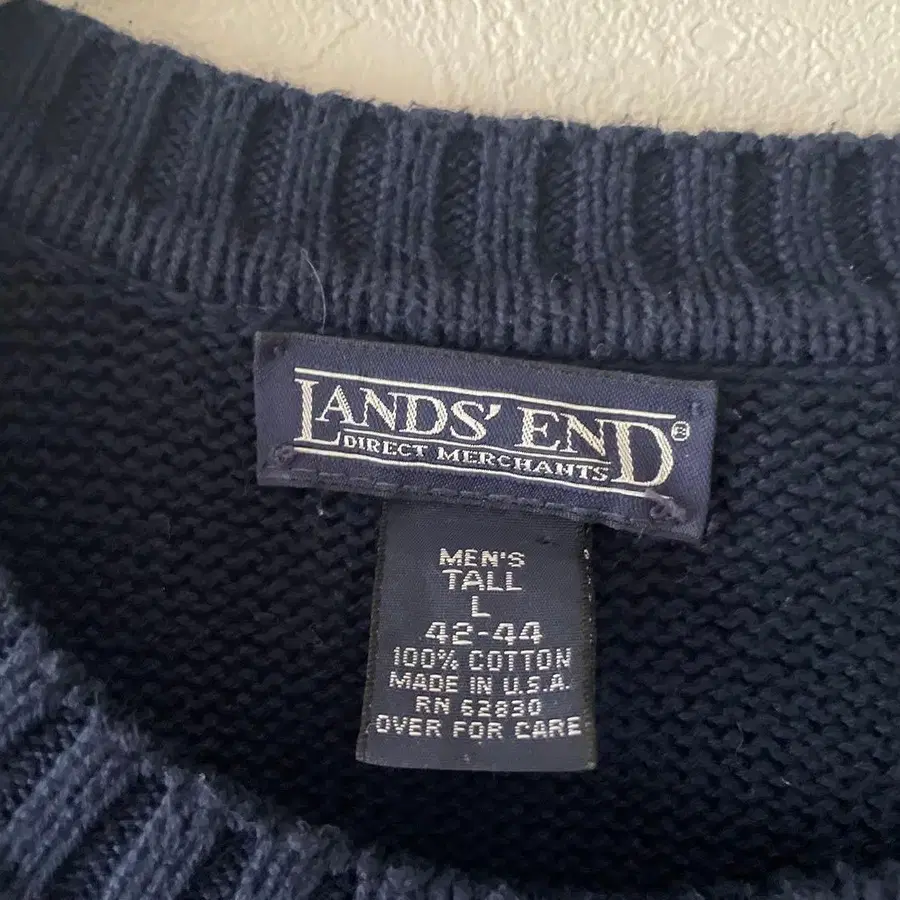 LANDS' END®
DIRECT MERCHANTS
MEN'S
TALL
L
42-44
100% COTTON
MADE IN U.S.A.
RN 62830
OVER FOR CARE